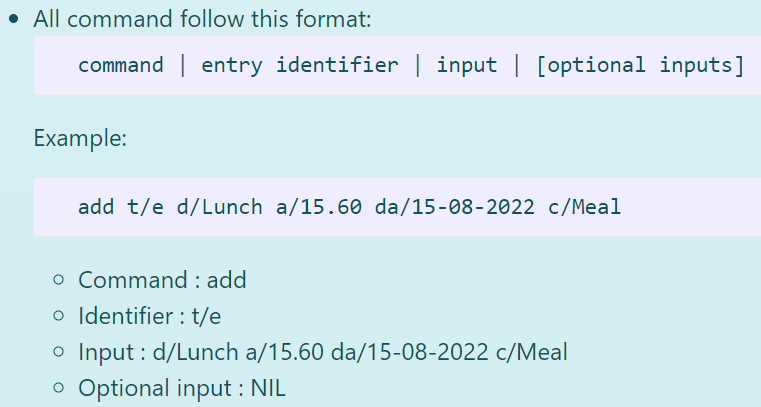 All command follow this format:
command | entry identifier | input | [optional inputs]
Example:
add t/e d/Lunch a/15.60 da/15-08-2022 c/Meal
Command : add
Identifier : t/e
Input : d/Lunch a/15.60 da/15-08-2022 c/Meal
Optional input : NIL